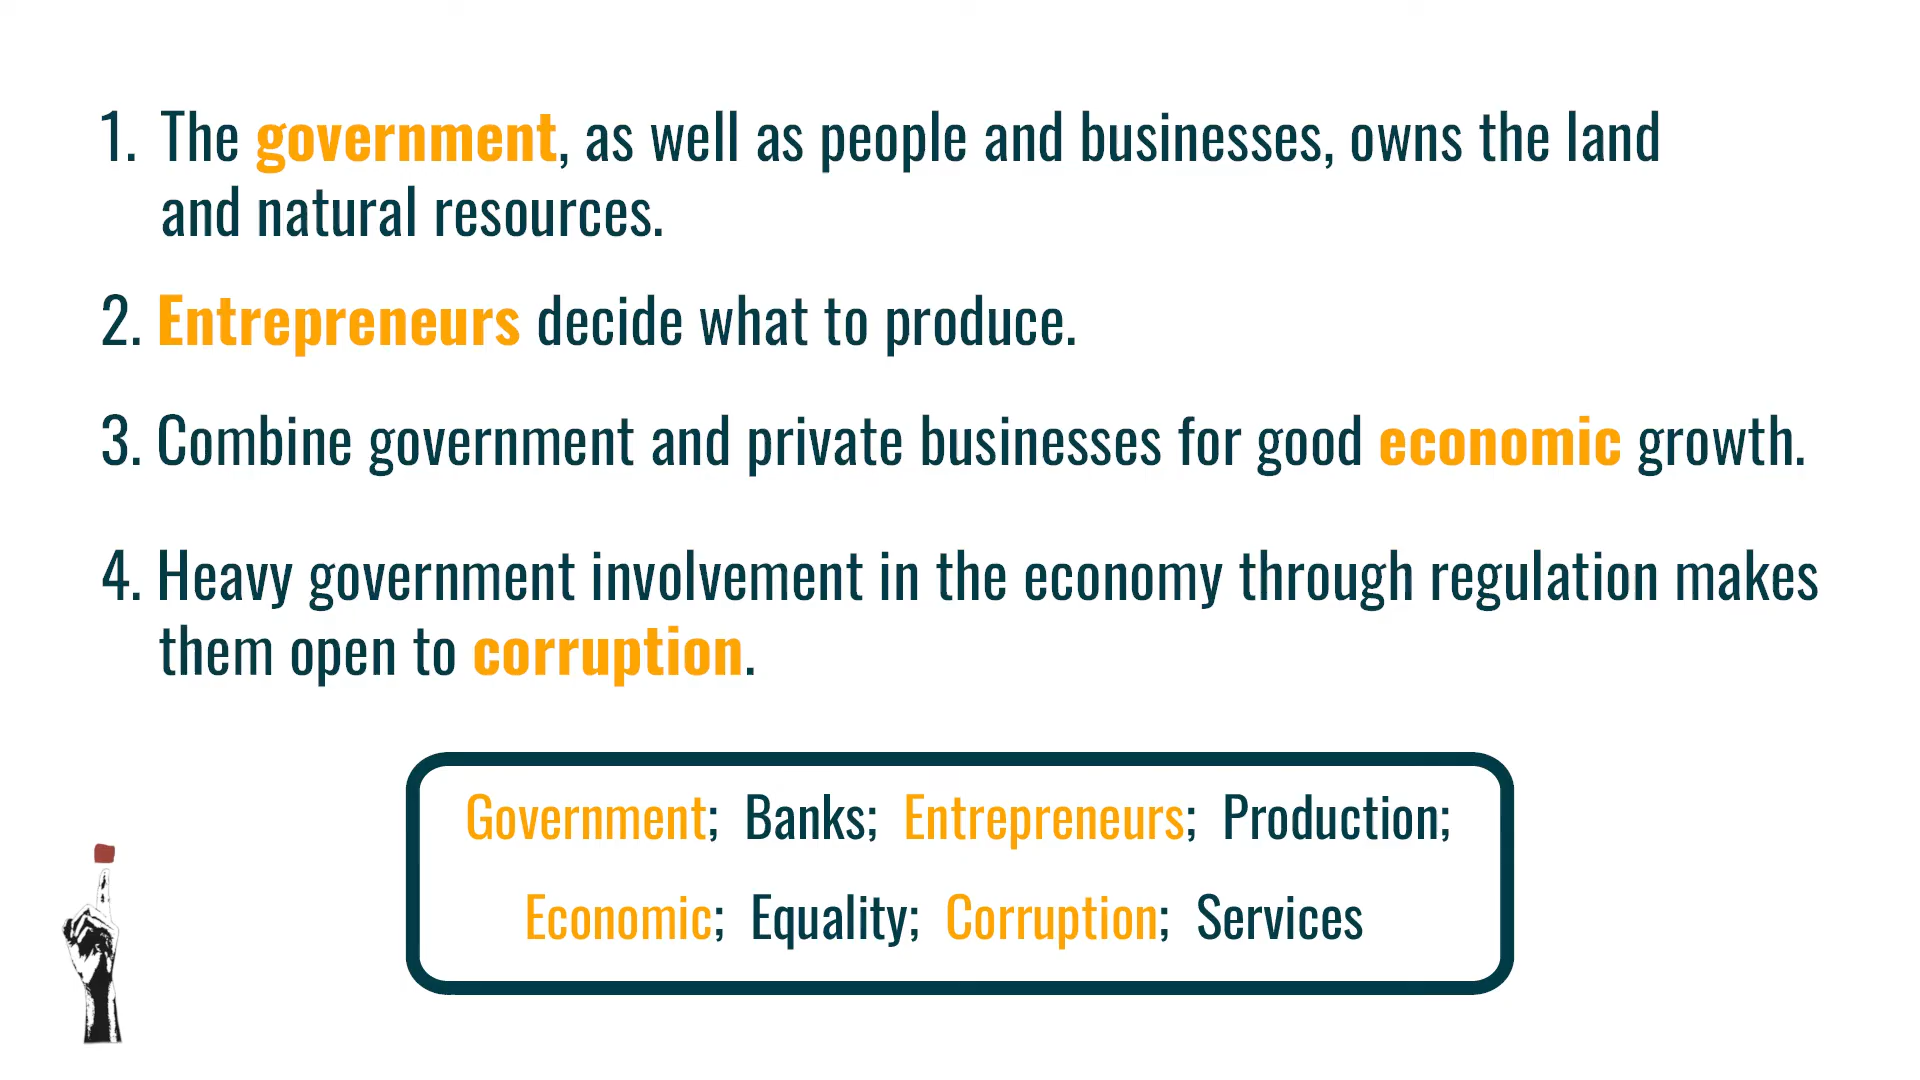 1. The government, as well as people and businesses, owns the land
and natural resources.
2. Entrepreneurs decide what to produce.
3. Combine government and private businesses for good economic growth.
4. Heavy government involvement in the economy through regulation makes
them open to corruption.
Government; Banks; Entrepreneurs; Production;
Economic; Equality; Corruption; Services